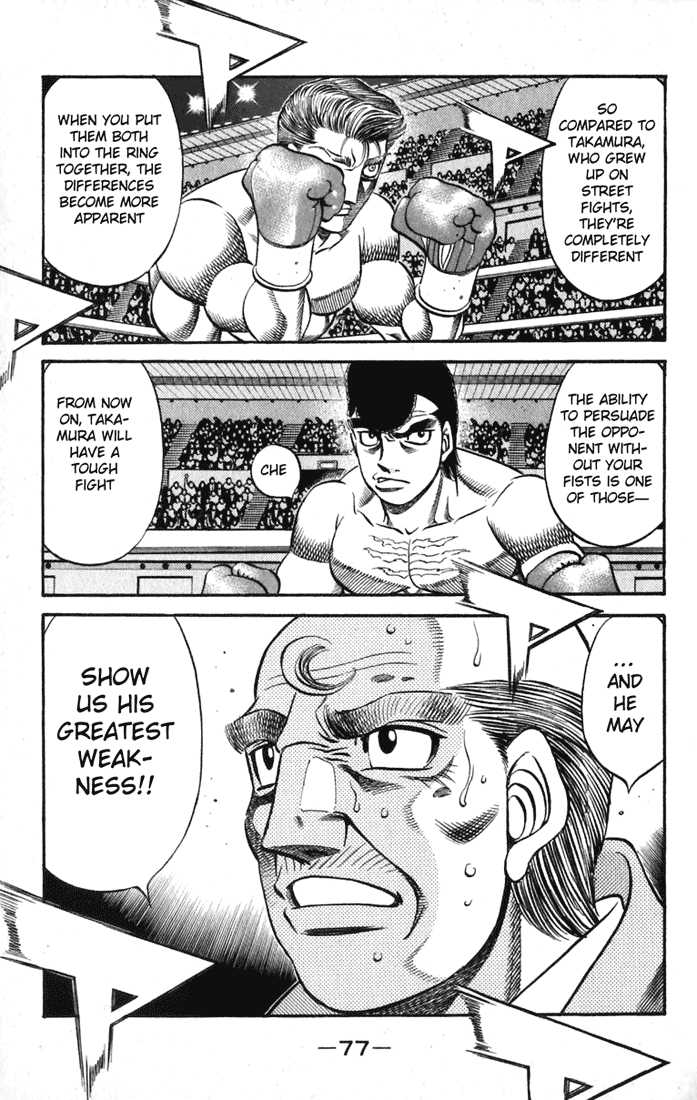 SO
COMPARED TO
TAKAMURA,
WHO GREW
UP ON
STREET
FIGHTS,
THEY'RE
COMPLETELY
DIFFERENT
WHEN YOU PUT
THEM BOTH
INTO THE RING
TOGETHER, THE
DIFFERENCES
BECOME MORE
APPARENT
THE ABILITY
TO PERSUADE
THE OPPO-
NENT WITH-
OUT YOUR
FISTS IS ONE
OF THOSE—
CHE
FROM NOW
ON, TAKA-
MURA WILL
HAVE A
TOUGH
FIGHT
...
AND
HE
MAY
SHOW
US HIS
GREATEST
WEAK-
NESS!!
—77—